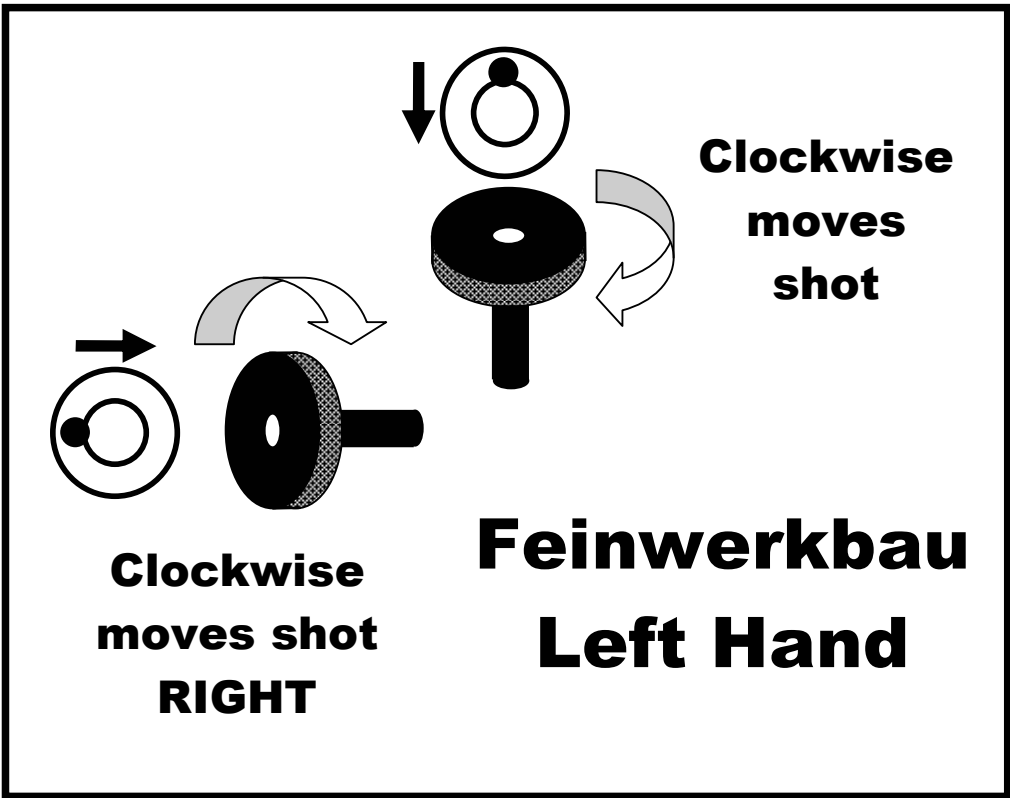 Clockwise
moves
shot
Clockwise
moves shot
RIGHT
Feinwerkbau
Left Hand